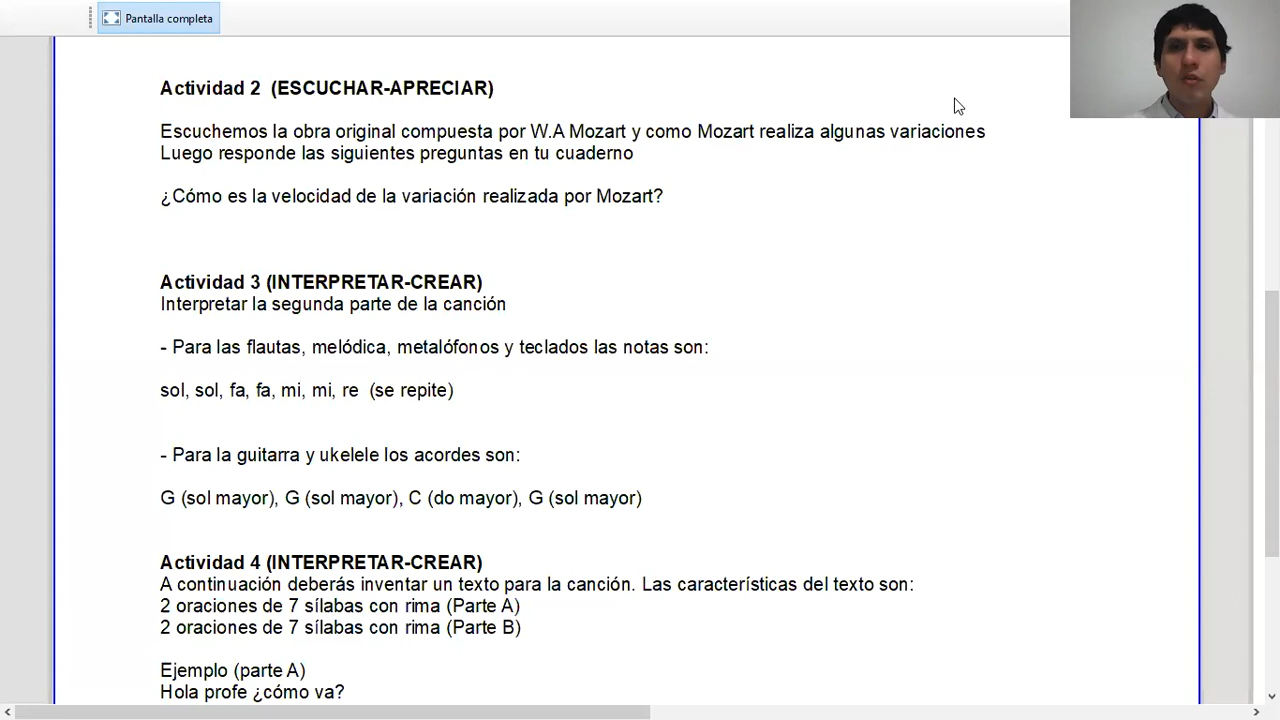 Pantalla completa
Actividad 2 (ESCUCHAR-APRECIAR)
Escuchemos la obra original compuesta por W.A Mozart y como Mozart realiza algunas variaciones
Luego responde las siguientes preguntas en tu cuaderno
¿Cómo es la velocidad de la variación realizada por Mozart?
Actividad 3 (INTERPRETAR-CREAR)
Interpretar la segunda parte de la canción
- Para las flautas, melódica, metalófonos y teclados las notas son:
sol, sol, fa, fa, mi, mi, re (se repite)
- Para la guitarra y ukelele los acordes son:
G (sol mayor), G (sol mayor), C (do mayor), G (sol mayor)
Actividad 4 (INTERPRETAR-CREAR)
A continuación deberás inventar un texto para la canción. Las características del texto son:
2 oraciones de 7 sílabas con rima (Parte A)
2 oraciones de 7 sílabas con rima (Parte B)
Ejemplo (parte A)
Hola profe ¿cómo va?